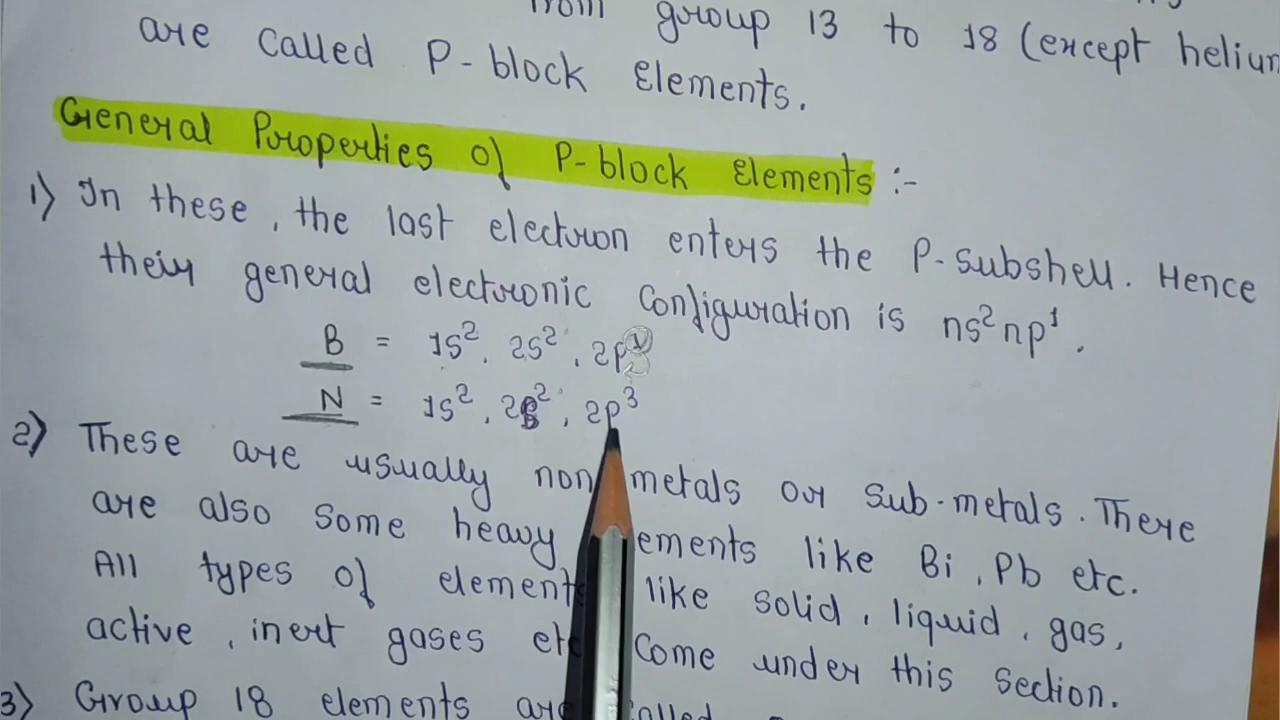 from group 13 to 18 (except helium
are called P-block Elements.
General Properties of P-block Elements :-
1) In these, the last electron enters the P-subshell. Hence
their general electronic configuration is ns² np¹.
B = 1s², 2s², 2p¹
N = 1s², 2s², 2p³
2) These are usually non metals or Sub-metals. There
are also some heavy ements like Bi, Pb etc.
All types of elements like solid, liquid, gas,
active, inert gases etc come under this section.
3) Group 18 elements are